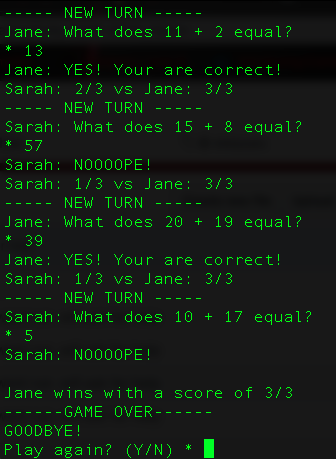 ----- NEW TURN -----
Jane: What does 11 + 2 equal?
* 13
Jane: YES! Your are correct!
Sarah: 2/3 vs Jane: 3/3
----- NEW TURN -----
Sarah: What does 15 + 8 equal?
* 57
Sarah: NOOOOPE!
Sarah: 1/3 vs Jane: 3/3
----- NEW TURN -----
Jane: What does 20 + 19 equal?
* 39
Jane: YES! Your are correct!
Sarah: 1/3 vs Jane: 3/3
----- NEW TURN -----
Sarah: What does 10 + 17 equal?
* 5
Sarah: NOOOOPE!
Jane wins with a score of 3/3
------GAME OVER------
GOODBYE!
Play again? (Y/N) *